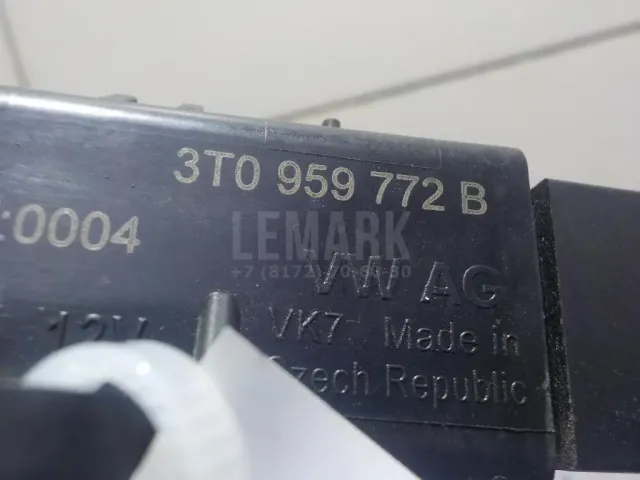 3T0 959 772 B
:0004
LEMARK
VW AG
12V
VK7 Made in
Czech Republic